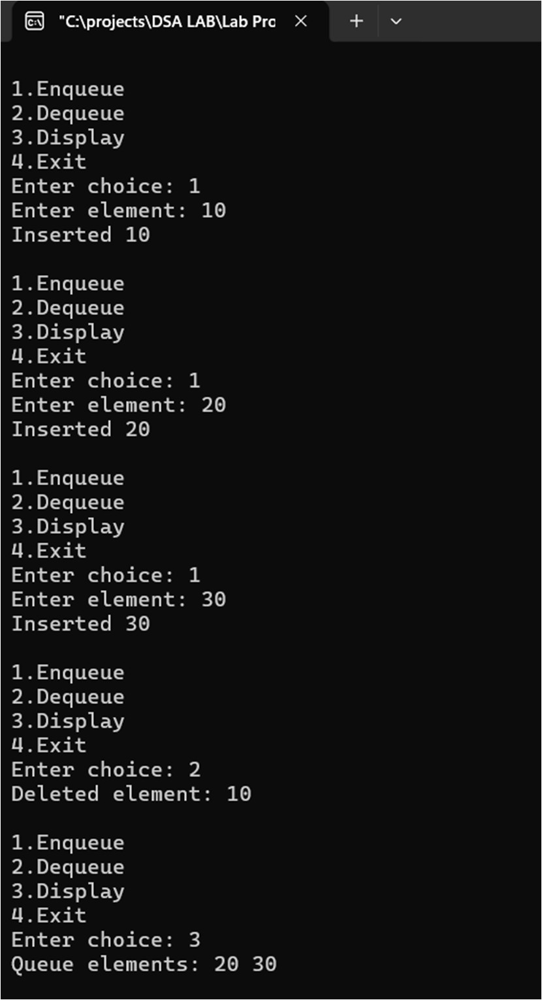 "C:\projects\DSA LAB\Lab Pro
1.Enqueue
2.Dequeue
3.Display
4.Exit
Enter choice: 1
Enter element: 10
Inserted 10
1.Enqueue
2.Dequeue
3.Display
4.Exit
Enter choice: 1
Enter element: 20
Inserted 20
1.Enqueue
2.Dequeue
3.Display
4.Exit
Enter choice: 1
Enter element: 30
Inserted 30
1.Enqueue
2.Dequeue
3.Display
4.Exit
Enter choice: 2
Deleted element: 10
1.Enqueue
2.Dequeue
3.Display
4.Exit
Enter choice: 3
Queue elements: 20 30